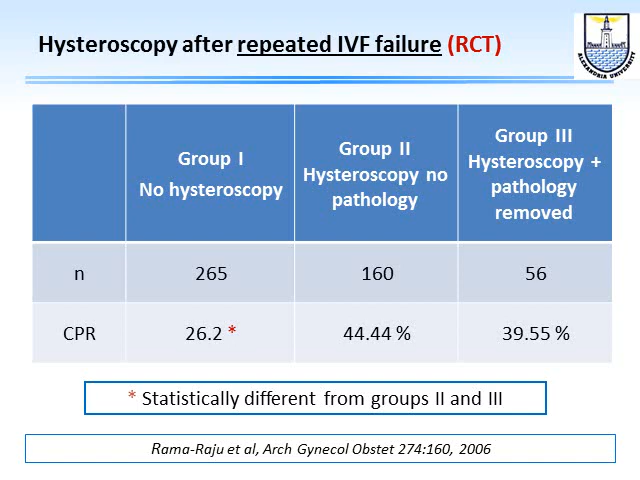 Hysteroscopy after repeated IVF failure (RCT)
ALEXANDRIA UNIVERSITY
Group I
No hysteroscopy
Group II
Hysteroscopy no
pathology
Group III
Hysteroscopy +
pathology
removed
n 265 160 56
CPR 26.2 * 44.44 % 39.55 %
* Statistically different from groups II and III
Rama-Raju et al, Arch Gynecol Obstet 274:160, 2006